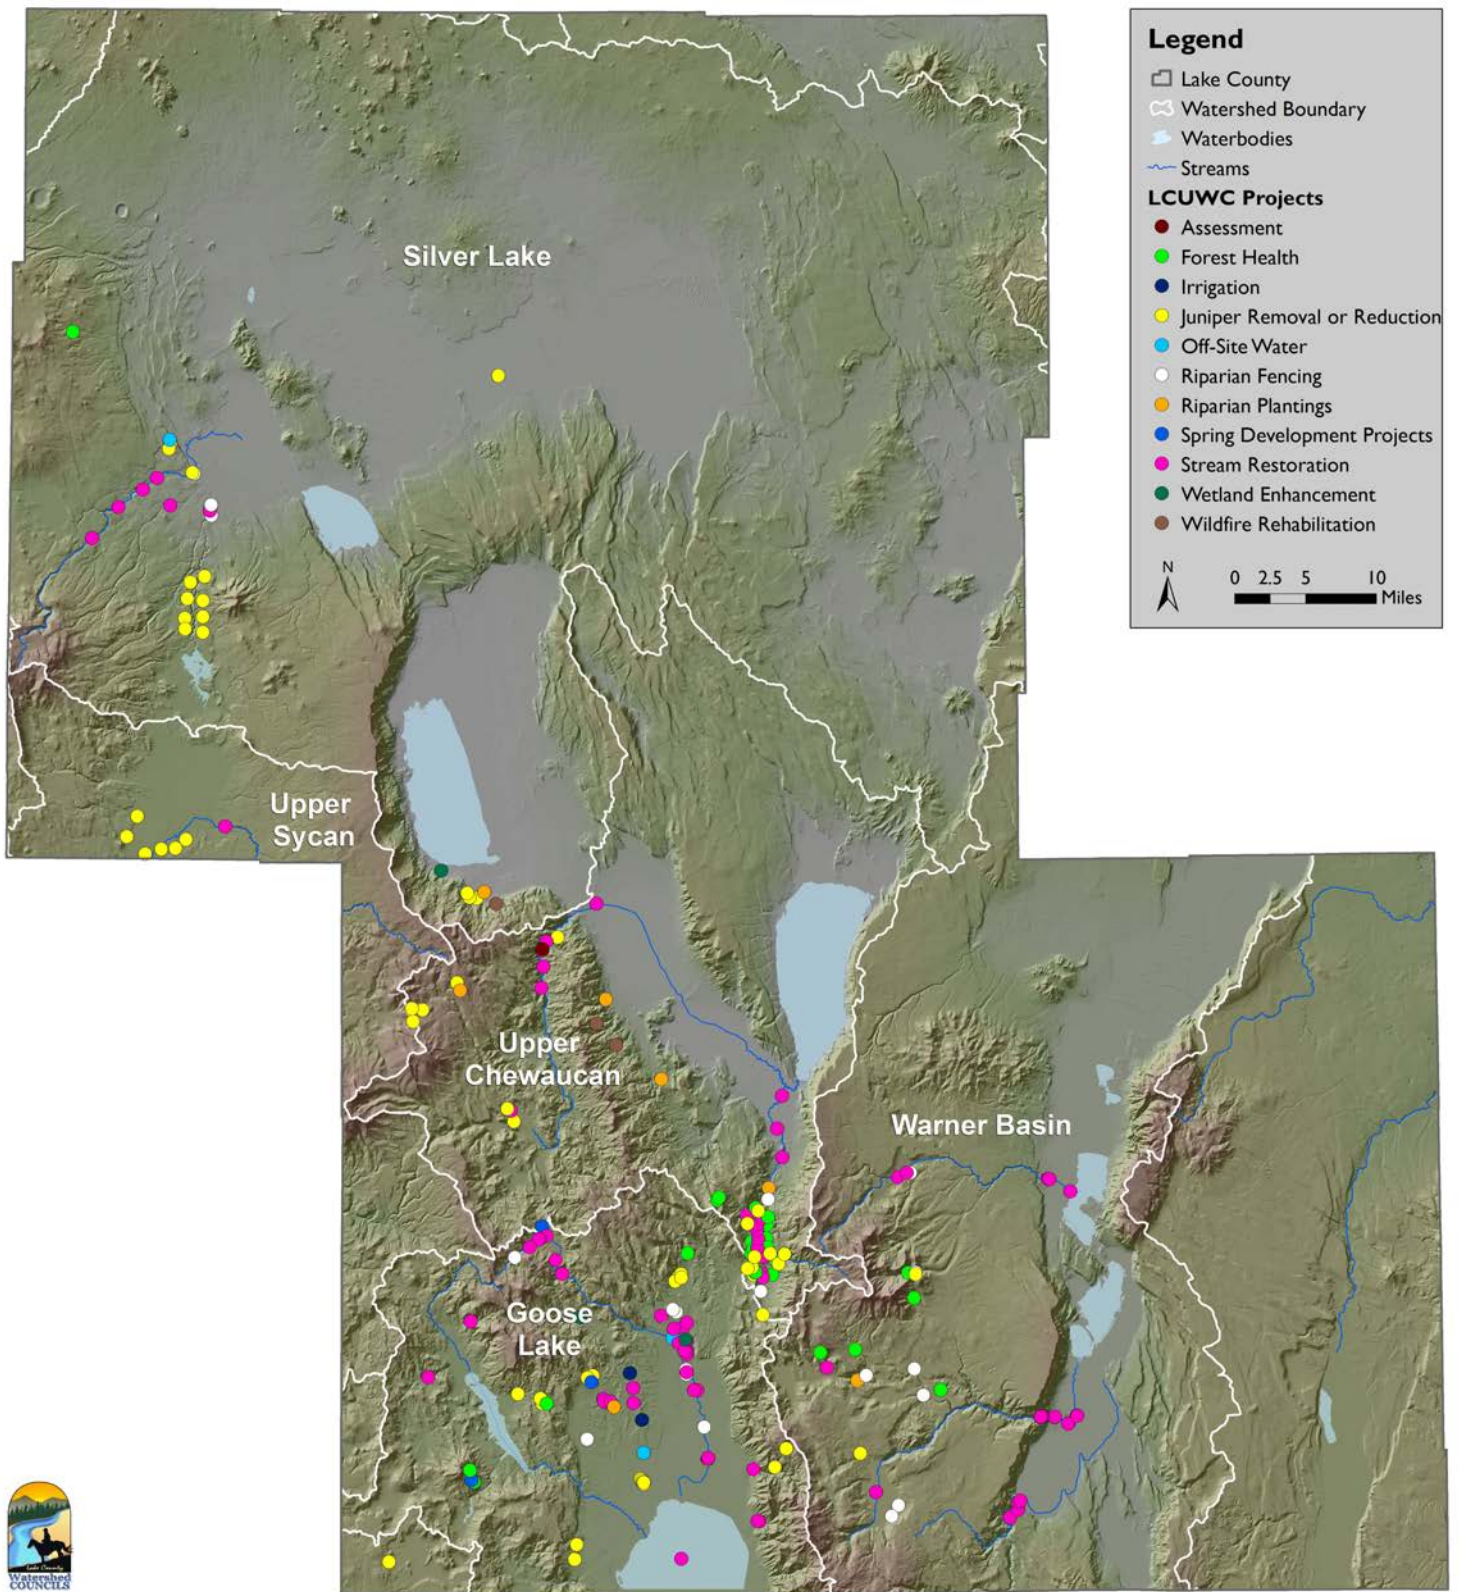 Legend
Lake County
Watershed Boundary
Waterbodies
Streams
LCUWC Projects
Assessment
Forest Health
Irrigation
Juniper Removal or Reduction
Off-Site Water
Riparian Fencing
Riparian Plantings
Spring Development Projects
Stream Restoration
Wetland Enhancement
Wildfire Rehabilitation
N
0 2.5 5 10
Miles
Silver Lake
Upper
Sycan
Upper
Chewaucan
Warner Basin
Goose
Lake
Lake County
Watershed
COUNCILS